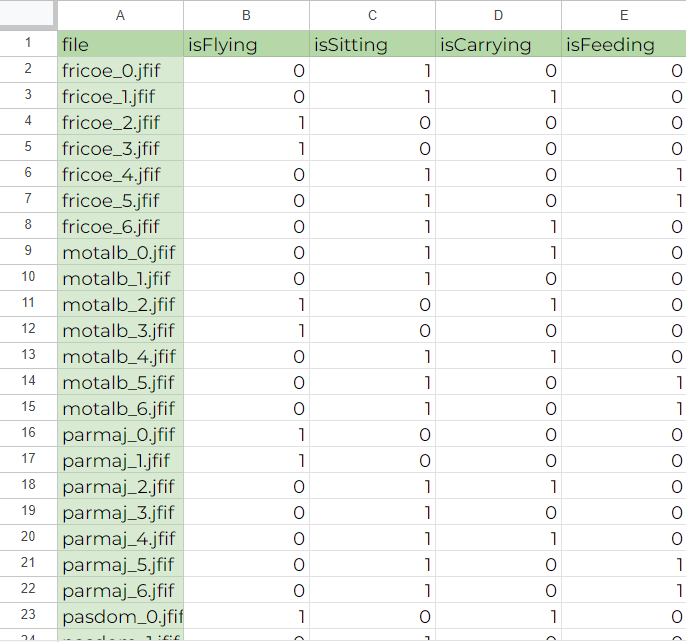 A B C D E
1 file isFlying isSitting isCarrying isFeeding
2 fricoe_0.jfif 0 1 0 0
3 fricoe_1.jfif 0 1 1 0
4 fricoe_2.jfif 1 0 0 0
5 fricoe_3.jfif 1 0 0 0
6 fricoe_4.jfif 0 1 0 1
7 fricoe_5.jfif 0 1 0 1
8 fricoe_6.jfif 0 1 1 0
9 motalb_0.jfif 0 1 1 0
10 motalb_1.jfif 0 1 0 0
11 motalb_2.jfif 1 0 1 0
12 motalb_3.jfif 1 0 0 0
13 motalb_4.jfif 0 1 1 0
14 motalb_5.jfif 0 1 0 1
15 motalb_6.jfif 0 1 0 1
16 parmaj_0.jfif 1 0 0 0
17 parmaj_1.jfif 1 0 0 0
18 parmaj_2.jfif 0 1 1 0
19 parmaj_3.jfif 0 1 0 0
20 parmaj_4.jfif 0 1 1 0
21 parmaj_5.jfif 0 1 0 1
22 parmaj_6.jfif 0 1 0 1
23 pasdom_0.jfif 1 0 1 0